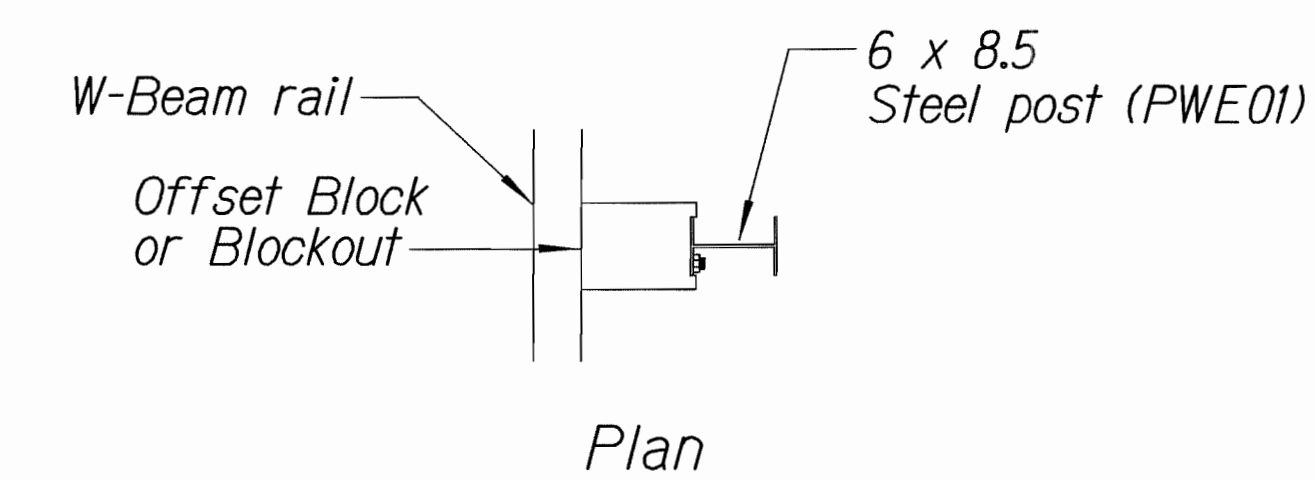 6 x 8.5
Steel post (PWE01)
W-Beam rail
Offset Block
or Blockout
Plan